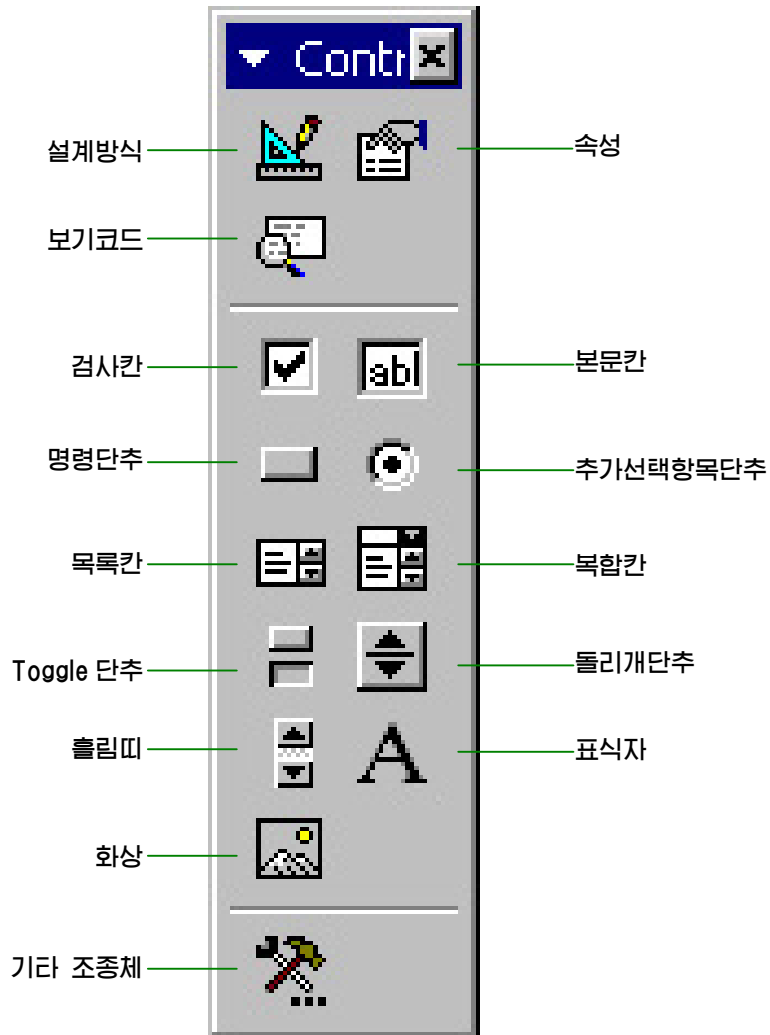 Contr
설계방식
속성
보기코드
검사칸
abl
본문칸
명령단추
추가선택항목단추
목록칸
복합칸
Toggle 단추
돌리개단추
흘림띠
A
표식자
화상
기타 조종체